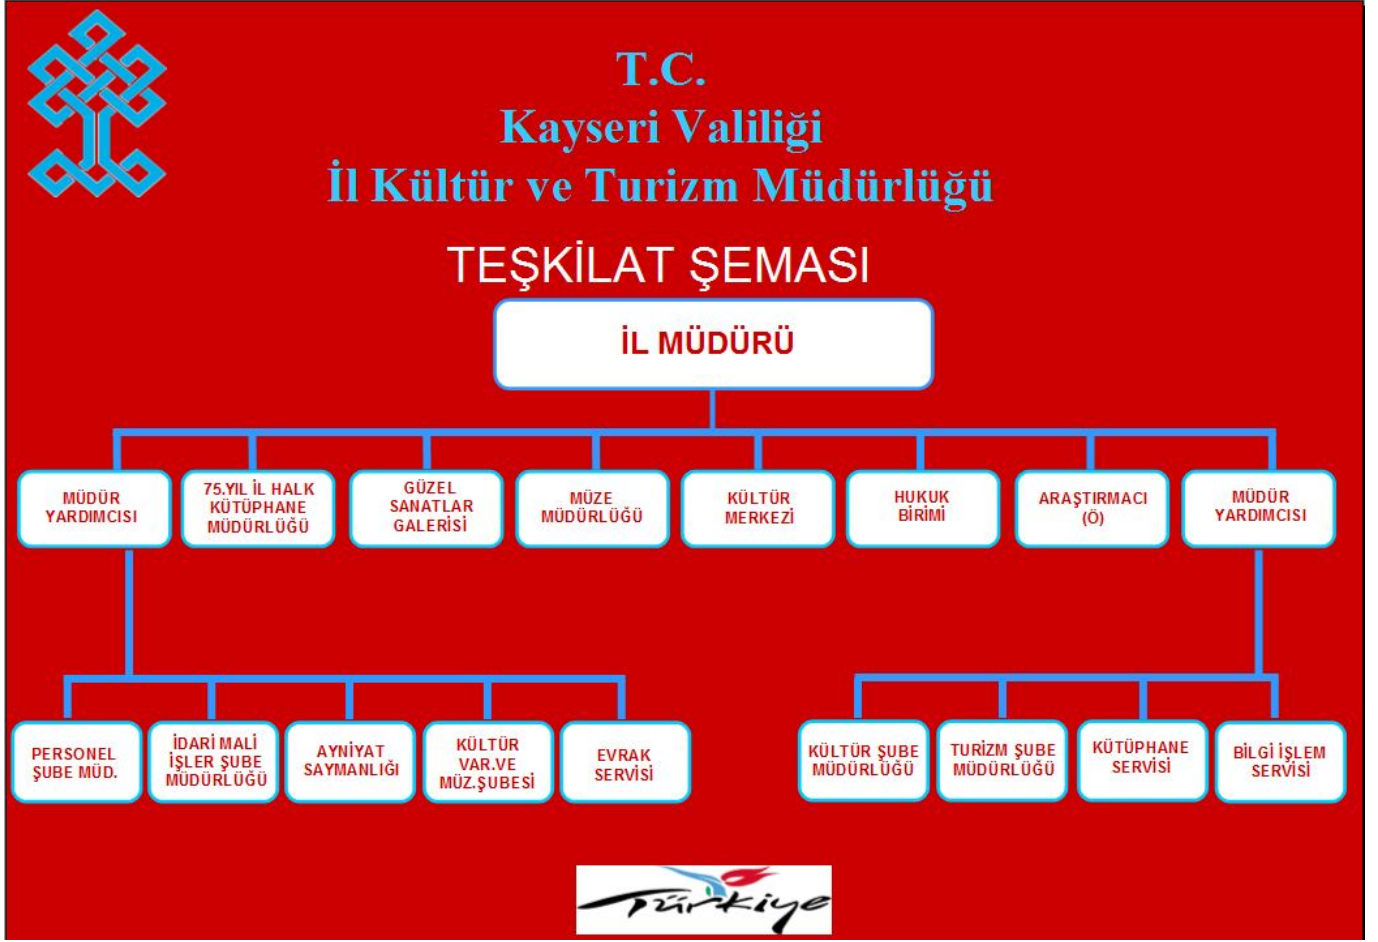 T.C.
Kayseri Valiliği
İl Kültür ve Turizm Müdürlüğü
TEŞKİLAT ŞEMASI
İL MÜDÜRÜ
MÜDÜR
YARDIMCISI
75.YIL İL HALK
KÜTÜPHANE
MÜDÜRLÜĞÜ
GÜZEL
SANATLAR
GALERİSİ
MÜZE
MÜDÜRLÜĞÜ
KÜLTÜR
MERKEZİ
HUKUK
BİRİMİ
ARAŞTIRMACI
(Ö)
MÜDÜR
YARDIMCISI
PERSONEL
ŞUBE MÜD.
İDARİ MALİ
İŞLER ŞUBE
MÜDÜRLÜĞÜ
AYNİYAT
SAYMANLIĞI
KÜLTÜR
VAR.VE
MÜZ.ŞUBESİ
EVRAK
SERVİSİ
KÜLTÜR ŞUBE
MÜDÜRLÜĞÜ
TURİZM ŞUBE
MÜDÜRLÜĞÜ
KÜTÜPHANE
SERVİSİ
BİLGİ İŞLEM
SERVİSİ
Türkiye